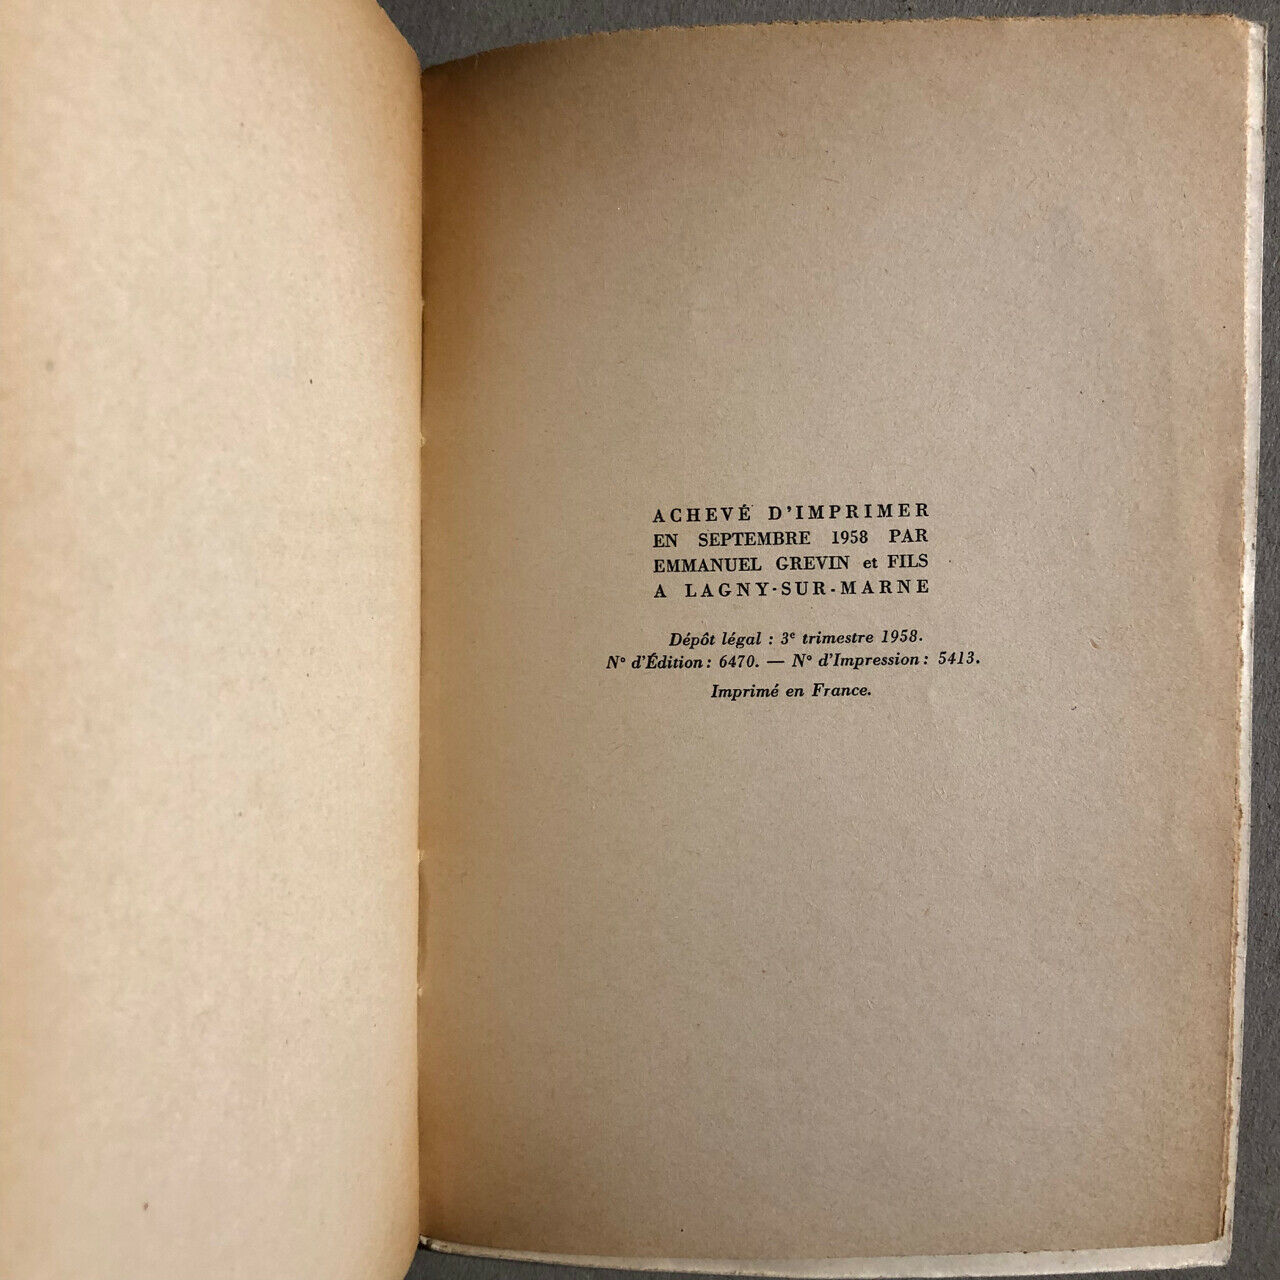 ACHEVÉ D'IMPRIMER
EN SEPTEMBRE 1958 PAR
EMMANUEL GREVIN et FILS
A LAGNY-SUR-MARNE
Dépôt légal : 3e trimestre 1958.
N° d'Édition : 6470. — N° d'Impression : 5413.
Imprimé en France.